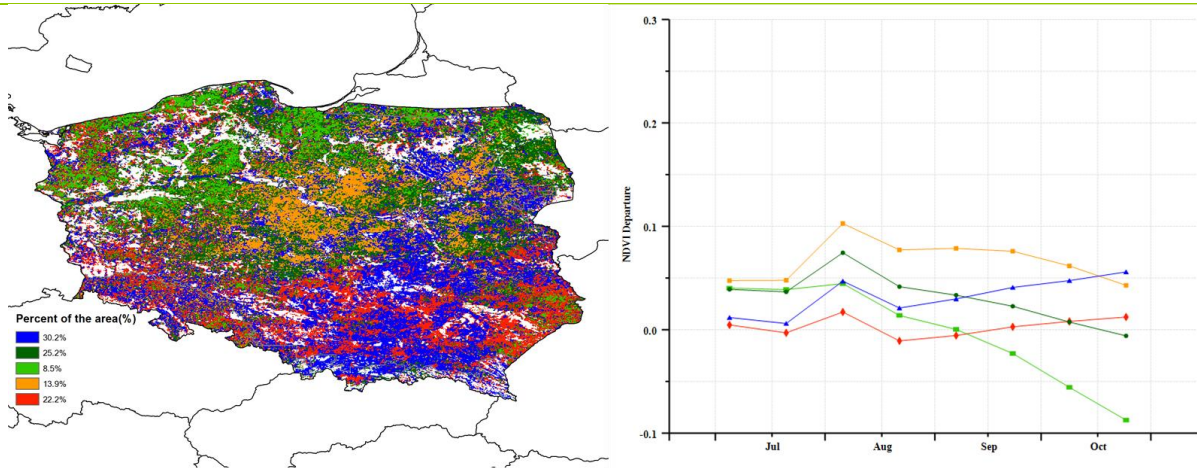 Percent of the area(%)
30.2%
25.2%
8.5%
13.9%
22.2%
NDVI Departure
0.3
0.2
0.1
0.0
-0.1
Jul
Aug
Sep
Oct